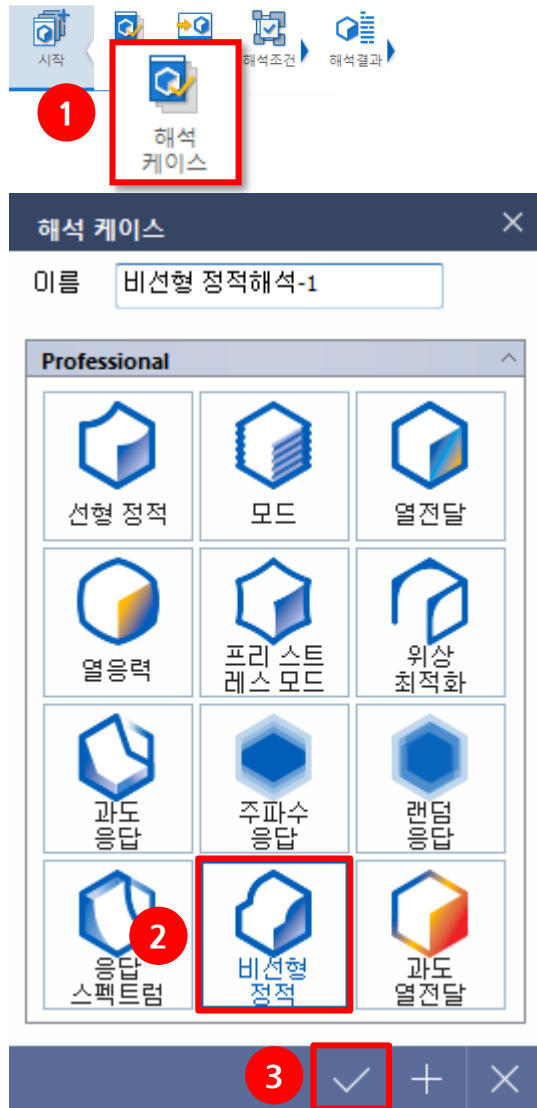 시작
해석조건
해석결과
1
해석
케이스
해석 케이스
이름
비선형 정적해석-1
Professional
선형 정적
모드
열전달
열응력
프리 스트
레스 모드
위상
최적화
과도
응답
주파수
응답
랜덤
응답
응답
스펙트럼
2
비선형
정적
과도
열전달
3